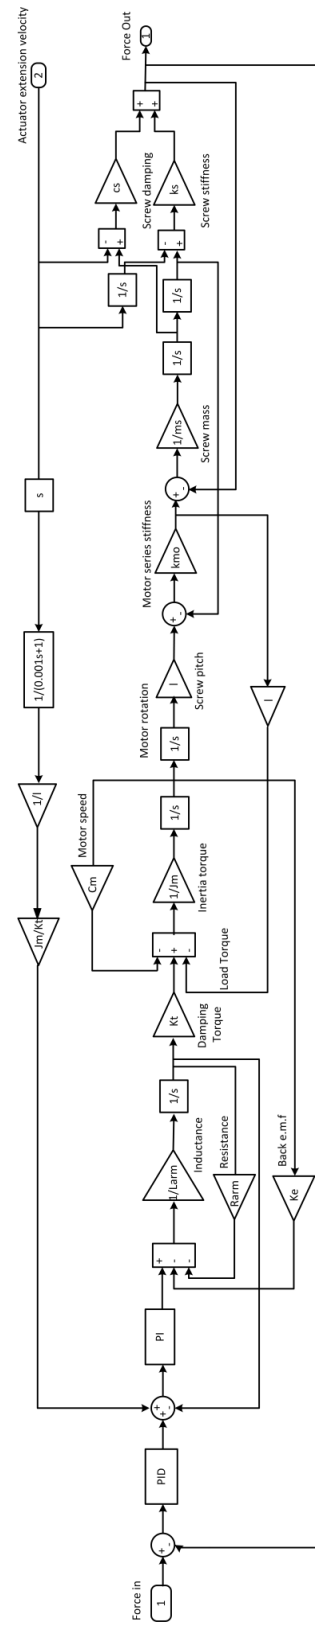 Force in
1
+
-
PID
+
+
-
PI
+
-
-
1/Larm
Inductance
1/s
Resistance
Rarm
Back e.m.f
Ke
Kt
Damping
Torque
-
+
-
Load Torque
1/Jm
Inertia torque
1/s
Motor speed
Cm
Motor rotation
1/s
l
Screw pitch
+
-
kmo
Motor series stiffness
l
+
-
1/ms
Screw mass
1/s
1/s
1/s
-
+
-
+
cs
Screw damping
ks
Screw stiffness
+
+
Force Out
1
Actuator extension velocity
2
s
1/(0.001s+1)
1/l
Jm/Kt